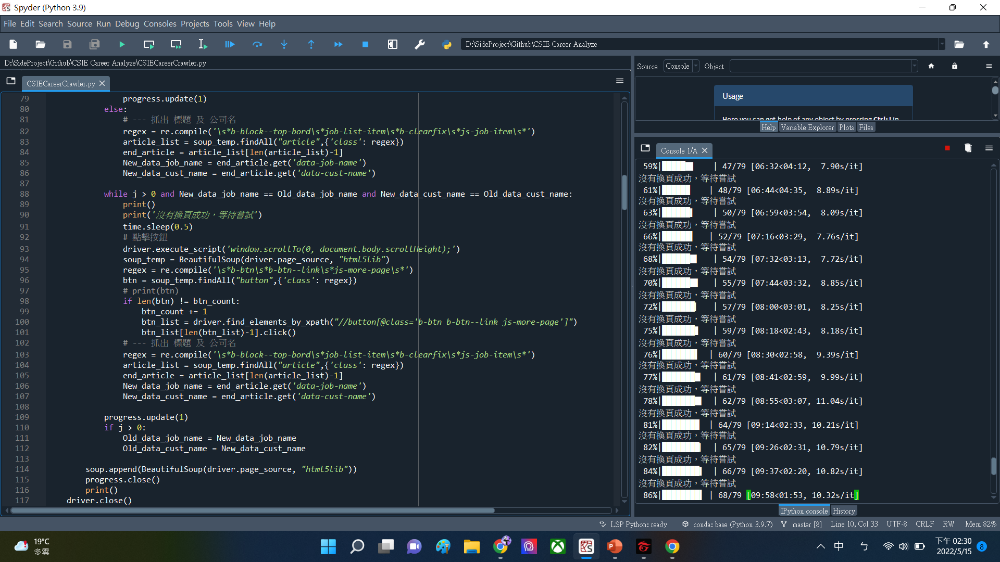 Spyder (Python 3.9)
File Edit Search Source Run Debug Consoles Projects Tools View Help
D:\SideProject\Github\CSIE Career Analyze
D:\SideProject\Github\CSIE Career Analyze\CSIECareerCrawler.py
CSIECareerCrawler.py
79 progress.update(1)
80 else:
81 # --- 抓出 標題 及 公司名
82 regex = re.compile('\s*b-block--top-bord\s*job-list-item\s*b-clearfix\s*js-job-item\s*')
83 article_list = soup_temp.findAll("article",{'class': regex})
84 end_article = article_list[len(article_list)-1]
85 New_data_job_name = end_article.get('data-job-name')
86 New_data_cust_name = end_article.get('data-cust-name')
87
88 while j > 0 and New_data_job_name == Old_data_job_name and New_data_cust_name == Old_data_cust_name:
89 print()
90 print('沒有換頁成功，等待嘗試')
91 time.sleep(0.5)
92 # 點擊按鈕
93 driver.execute_script('window.scrollTo(0, document.body.scrollHeight);')
94 soup_temp = BeautifulSoup(driver.page_source, "html5lib")
95 regex = re.compile('\s*b-btn\s*b-btn--link\s*js-more-page\s*')
96 btn = soup_temp.findAll("button",{'class': regex})
97 # print(btn)
98 if len(btn) != btn_count:
99 btn_count += 1
100 btn_list = driver.find_elements_by_xpath("//button[@class='b-btn b-btn--link js-more-page']")
101 btn_list[len(btn_list)-1].click()
102 # --- 抓出 標題 及 公司名
103 regex = re.compile('\s*b-block--top-bord\s*job-list-item\s*b-clearfix\s*js-job-item\s*')
104 article_list = soup_temp.findAll("article",{'class': regex})
105 end_article = article_list[len(article_list)-1]
106 New_data_job_name = end_article.get('data-job-name')
107 New_data_cust_name = end_article.get('data-cust-name')
108
109 progress.update(1)
110 if j > 0:
111 Old_data_job_name = New_data_job_name
112 Old_data_cust_name = New_data_cust_name
113
114 soup.append(BeautifulSoup(driver.page_source, "html5lib"))
115 progress.close()
116 print()
117 driver.close()
Source Console Object
Usage
Here you can get help of any object by pressing Ctrl+I in
Help Variable Explorer Plots Files
Console 1/A
59%| | 47/79 [06:32<04:12, 7.90s/it]
沒有換頁成功，等待嘗試
61%| | 48/79 [06:44<04:35, 8.89s/it]
沒有換頁成功，等待嘗試
63%| | 50/79 [06:59<03:54, 8.09s/it]
沒有換頁成功，等待嘗試
66%| | 52/79 [07:16<03:29, 7.76s/it]
沒有換頁成功，等待嘗試
68%| | 54/79 [07:32<03:13, 7.72s/it]
沒有換頁成功，等待嘗試
70%| | 55/79 [07:44<03:32, 8.85s/it]
沒有換頁成功，等待嘗試
72%| | 57/79 [08:00<03:01, 8.25s/it]
沒有換頁成功，等待嘗試
75%| | 59/79 [08:18<02:43, 8.18s/it]
沒有換頁成功，等待嘗試
76%| | 60/79 [08:30<02:58, 9.39s/it]
沒有換頁成功，等待嘗試
77%| | 61/79 [08:41<02:59, 9.99s/it]
沒有換頁成功，等待嘗試
78%| | 62/79 [08:55<03:07, 11.04s/it]
沒有換頁成功，等待嘗試
81%| | 64/79 [09:14<02:33, 10.21s/it]
沒有換頁成功，等待嘗試
82%| | 65/79 [09:26<02:31, 10.79s/it]
沒有換頁成功，等待嘗試
84%| | 66/79 [09:37<02:20, 10.82s/it]
沒有換頁成功，等待嘗試
86%| | 68/79 [09:58<01:53, 10.32s/it]
IPython console History
LSP Python: ready conda: base (Python 3.9.7) master [8] Line 10, Col 33 UTF-8 CRLF RW Mem 82%
19°C
多雲
中 ㄅ
下午 02:30
2022/5/15
8